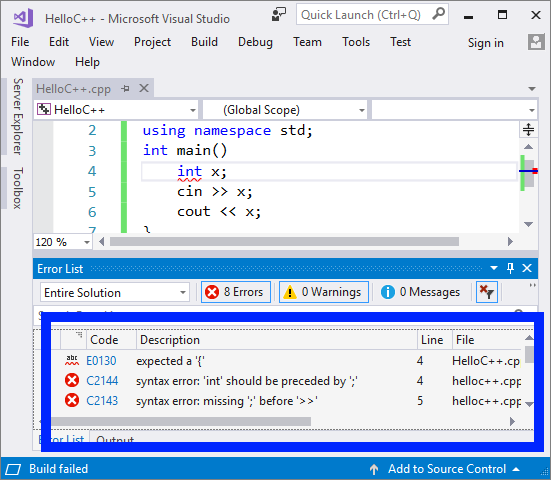 HelloC++ - Microsoft Visual Studio
Quick Launch (Ctrl+Q)
File Edit View Project Build Debug Team Tools Test Sign in
Window Help
Server Explorer
Toolbox
HelloC++.cpp
HelloC++ (Global Scope)
2 using namespace std;
3 int main()
4 int x;
5 cin >> x;
6 cout << x;
7 }
120 %
Error List
Entire Solution 8 Errors 0 Warnings 0 Messages
Code Description Line File
abc E0130 expected a '{' 4 HelloC++.cp
C2144 syntax error: 'int' should be preceded by ';' 4 helloc++.cpp
C2143 syntax error: missing ';' before '>>' 5 helloc++.cpp
Error List Output
Build failed Add to Source Control